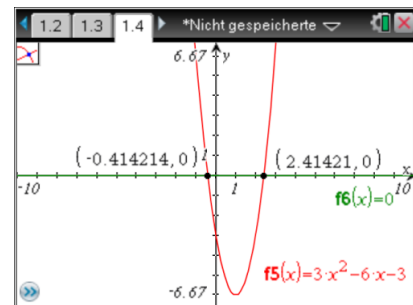 1.2 1.3 1.4 *Nicht gespeicherte
6.67 y
(-0.414214, 0) 1 (2.41421, 0)
x
-10 1 10
f6(x)=0
f5(x)=3·x²-6·x-3
-6.67